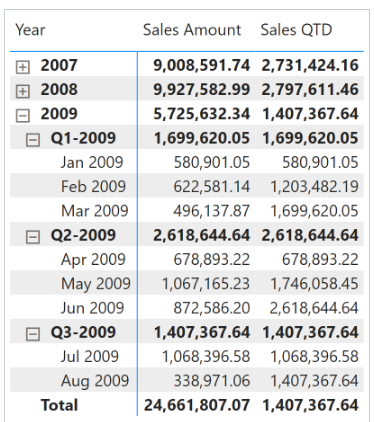 Year Sales Amount Sales QTD
2007 9,008,591.74 2,731,424.16
2008 9,927,582.99 2,797,611.46
2009 5,725,632.34 1,407,367.64
Q1-2009 1,699,620.05 1,699,620.05
Jan 2009 580,901.05 580,901.05
Feb 2009 622,581.14 1,203,482.19
Mar 2009 496,137.87 1,699,620.05
Q2-2009 2,618,644.64 2,618,644.64
Apr 2009 678,893.22 678,893.22
May 2009 1,067,165.23 1,746,058.45
Jun 2009 872,586.20 2,618,644.64
Q3-2009 1,407,367.64 1,407,367.64
Jul 2009 1,068,396.58 1,068,396.58
Aug 2009 338,971.06 1,407,367.64
Total 24,661,807.07 1,407,367.64